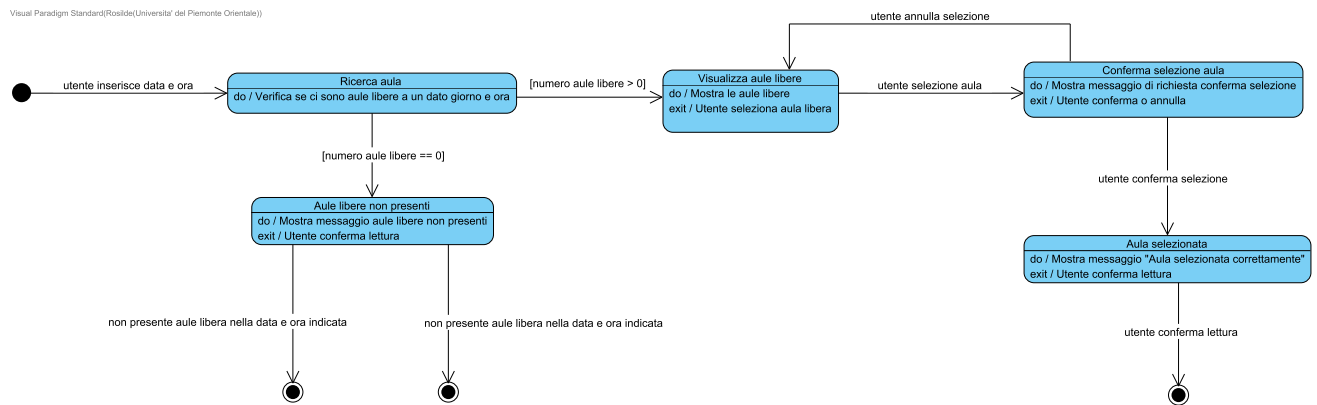 Visual Paradigm Standard(Rosilde(Universita' del Piemonte Orientale))
utente annulla selezione
utente inserisce data e ora
Ricerca aula
do / Verifica se ci sono aule libere a un dato giorno e ora
[numero aule libere > 0]
Visualizza aule libere
do / Mostra le aule libere
exit / Utente seleziona aula libera
utente selezione aula
Conferma selezione aula
do / Mostra messaggio di richiesta conferma selezione
exit / Utente conferma o annulla
[numero aule libere == 0]
utente conferma selezione
Aule libere non presenti
do / Mostra messaggio aule libere non presenti
exit / Utente conferma lettura
Aula selezionata
do / Mostra messaggio "Aula selezionata correttamente"
exit / Utente conferma lettura
non presente aule libera nella data e ora indicata
non presente aule libera nella data e ora indicata
utente conferma lettura